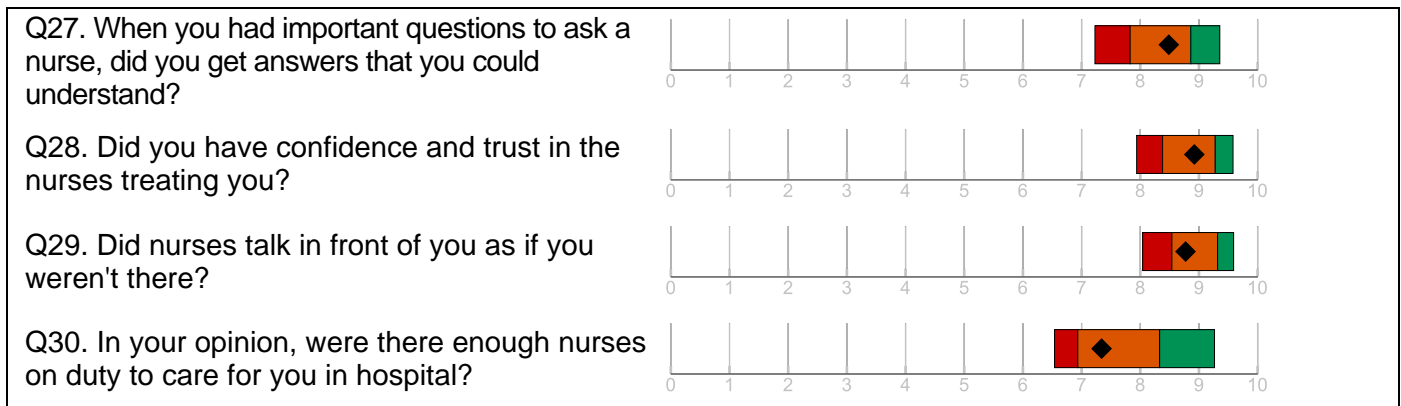 Q27. When you had important questions to ask a
nurse, did you get answers that you could
understand?
0 1 2 3 4 5 6 7 8 9 10
Q28. Did you have confidence and trust in the
nurses treating you?
0 1 2 3 4 5 6 7 8 9 10
Q29. Did nurses talk in front of you as if you
weren't there?
0 1 2 3 4 5 6 7 8 9 10
Q30. In your opinion, were there enough nurses
on duty to care for you in hospital?
0 1 2 3 4 5 6 7 8 9 10